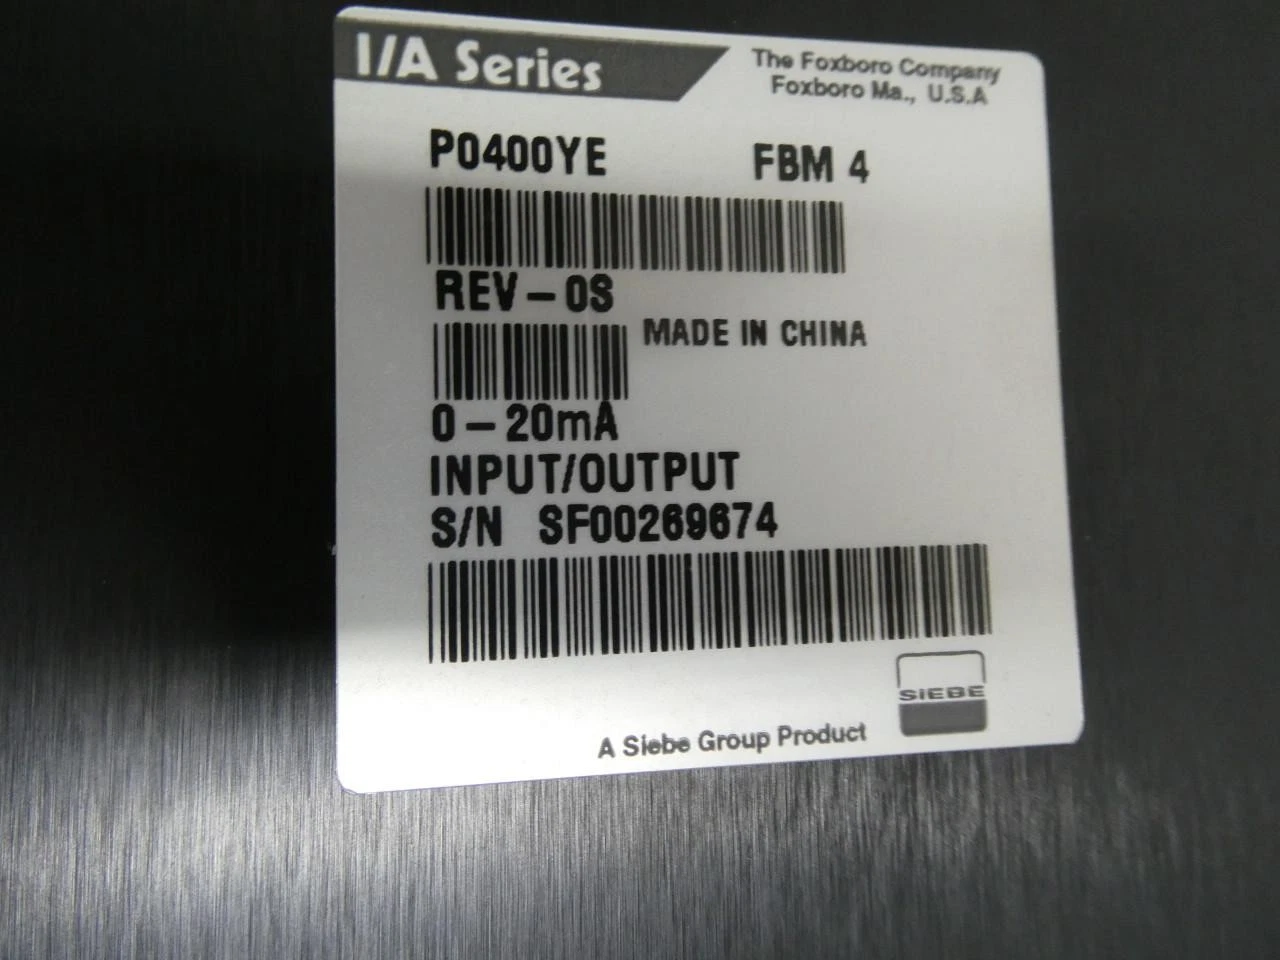 I/A Series
The Foxboro Company
Foxboro Ma., U.S.A
P0400YE FBM 4
REV-0S
MADE IN CHINA
0-20mA
INPUT/OUTPUT
S/N SF00269674
SIEBE
A Siebe Group Product